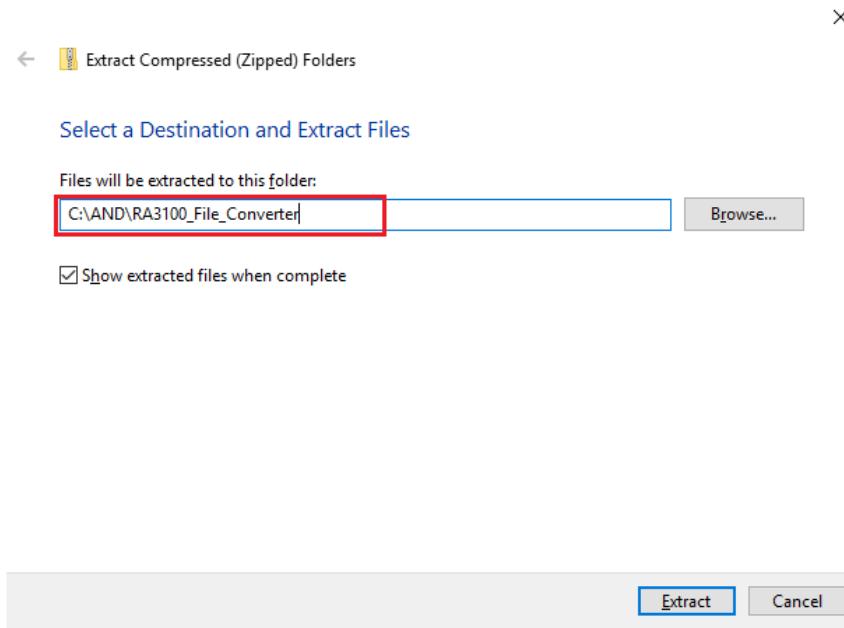 Extract Compressed (Zipped) Folders
Select a Destination and Extract Files
Files will be extracted to this folder:
C:\AND\RA3100_File_Converter
Browse...
Show extracted files when complete
Extract
Cancel